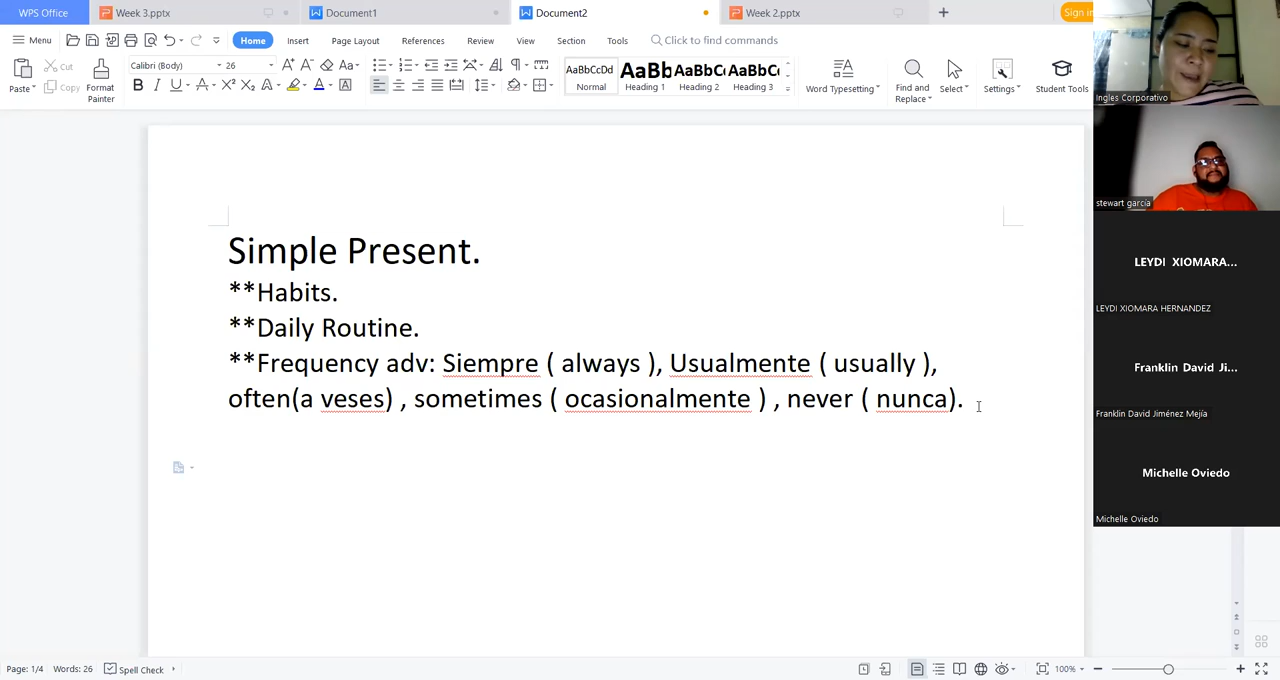 WPS Office
Week 3.pptx
Document1
Document2
Week 2.pptx
Sign in
Menu
Home
Insert
Page Layout
References
Review
View
Section
Tools
Click to find commands
Paste
Cut
Copy
Format Painter
Calibri (Body)
26
AaBbCcDd
Normal
AaBb
Heading 1
AaBbC
Heading 2
AaBbC
Heading 3
Word Typesetting
Find and Replace
Select
Settings
Student Tools
Simple Present.
**Habits.
**Daily Routine.
**Frequency adv: Siempre ( always ), Usualmente ( usually ),
often(a veses) , sometimes ( ocasionalmente ) , never ( nunca).
Ingles Corporativo
stewart garcía
LEYDI XIOMARA...
LEYDI XIOMARA HERNANDEZ
Franklin David Ji...
Franklin David Jiménez Mejía
Michelle Oviedo
Michelle Oviedo
Page: 1/4
Words: 26
Spell Check
100%